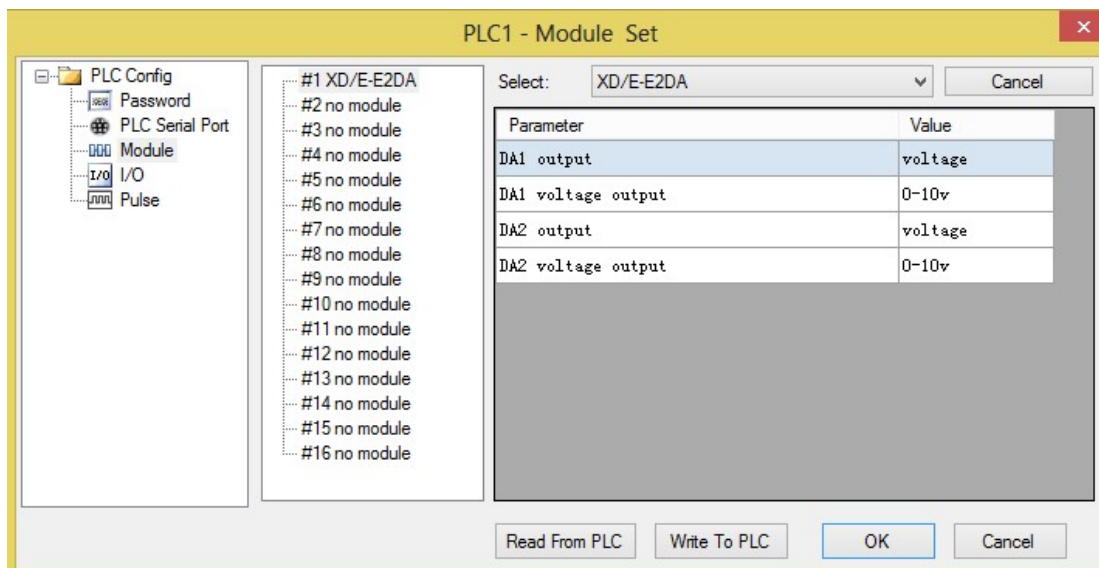 PLC1 - Module Set
PLC Config
Password
PLC Serial Port
Module
I/O
Pulse
#1 XD/E-E2DA
#2 no module
#3 no module
#4 no module
#5 no module
#6 no module
#7 no module
#8 no module
#9 no module
#10 no module
#11 no module
#12 no module
#13 no module
#14 no module
#15 no module
#16 no module
Select: XD/E-E2DA Cancel
Parameter Value
DA1 output voltage
DA1 voltage output 0-10v
DA2 output voltage
DA2 voltage output 0-10v
Read From PLC Write To PLC OK Cancel